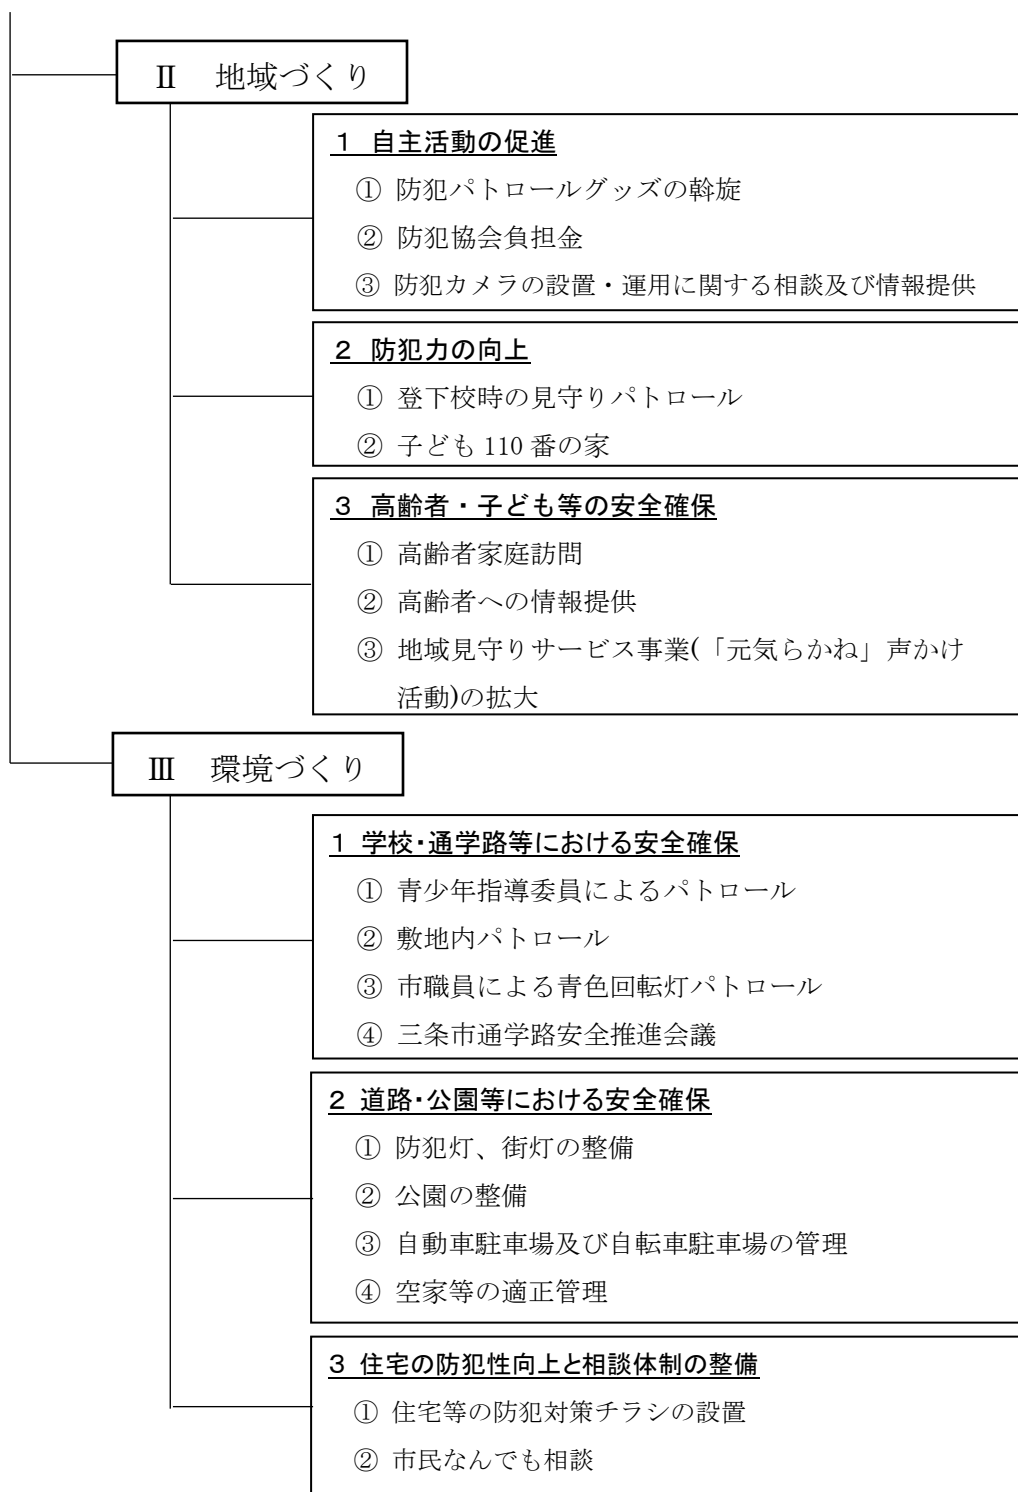 Ⅱ　地域づくり
１　自主活動の促進
① 防犯パトロールグッズの斡旋
② 防犯協会負担金
③ 防犯カメラの設置・運用に関する相談及び情報提供
２　防犯力の向上
① 登下校時の見守りパトロール
② 子ども 110 番の家
３　高齢者・子ども等の安全確保
① 高齢者家庭訪問
② 高齢者への情報提供
③ 地域見守りサービス事業(「元気らかね」声かけ
活動)の拡大
Ⅲ　環境づくり
１ 学校・通学路等における安全確保
① 青少年指導委員によるパトロール
② 敷地内パトロール
③ 市職員による青色回転灯パトロール
④ 三条市通学路安全推進会議
２ 道路・公園等における安全確保
① 防犯灯、街灯の整備
② 公園の整備
③ 自動車駐車場及び自転車駐車場の管理
④ 空家等の適正管理
３ 住宅の防犯性向上と相談体制の整備
① 住宅等の防犯対策チラシの設置
② 市民なんでも相談